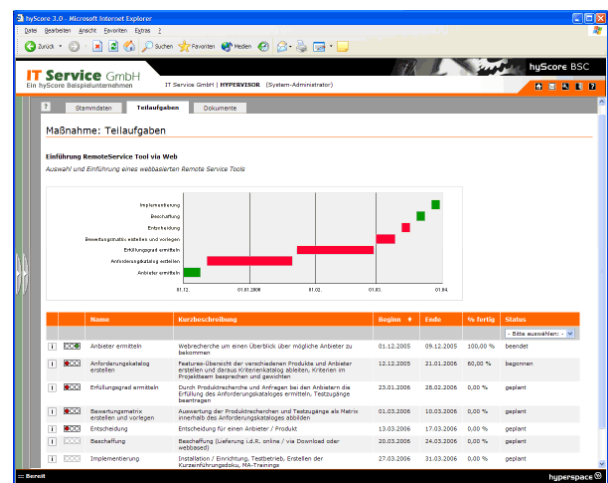 hyScore 3.0 - Microsoft Internet Explorer
Datei Bearbeiten Ansicht Favoriten Extras ?
Zurück Suchen Favoriten Medien
hyScore BSC
IT Service GmbH
Ein hyScore Beispielunternehmen
IT Service GmbH | HYPERVISOR (System-Administrator)
? Stammdaten Teilaufgaben Dokumente
Maßnahme: Teilaufgaben
Einführung RemoteService Tool via Web
Auswahl und Einführung eines webbasierten Remote Service Tools
Implementierung
Beschaffung
Entscheidung
Bewertungsmatrix erstellen und vorlegen
Erfüllungsgrad ermitteln
Anforderungskatalog erstellen
Anbieter ermitteln
01.12. 01.01.2006 01.02. 01.03. 01.04.
Name Kurzbeschreibung Beginn Ende % fertig Status
- Bitte auswählen: -
Anbieter ermitteln Webrecherche um einen Überblick über mögliche Anbieter zu 01.12.2005 09.12.2005 100,00 % beendet
bekommen
Anforderungskatalog Features-Übersicht der verschiedenen Produkte und Anbieter 12.12.2005 21.01.2006 60,00 % begonnen
erstellen erstellen und daraus Kriterienkatalog ableiten, Kriterien im
Projektteam besprechen und gewichten
Erfüllungsgrad ermitteln Durch Produktrecherche und Anfragen bei den Anbietern die 23.01.2006 28.02.2006 0,00 % geplant
Erfüllung des Anforderungskataloges ermitteln, Testzugänge
beantragen
Bewertungsmatrix Auswertung der Produktrecherchen und Testzugänge als Matrix 01.03.2006 10.03.2006 0,00 % geplant
erstellen und vorlegen innerhalb des Anforderungskataloges abbilden
Entscheidung Entscheidung für einen Anbieter / Produkt 13.03.2006 17.03.2006 0,00 % geplant
Beschaffung Beschaffung (Lieferung i.d.R. online / via Download oder 20.03.2006 24.03.2006 0,00 % geplant
webbased)
Implementierung Installation / Einrichtung, Testbetrieb, Erstellen der 27.03.2006 31.03.2006 0,00 % geplant
Kurzeinführungsdoku, MA-Trainings
::: Bereit hyperspace®